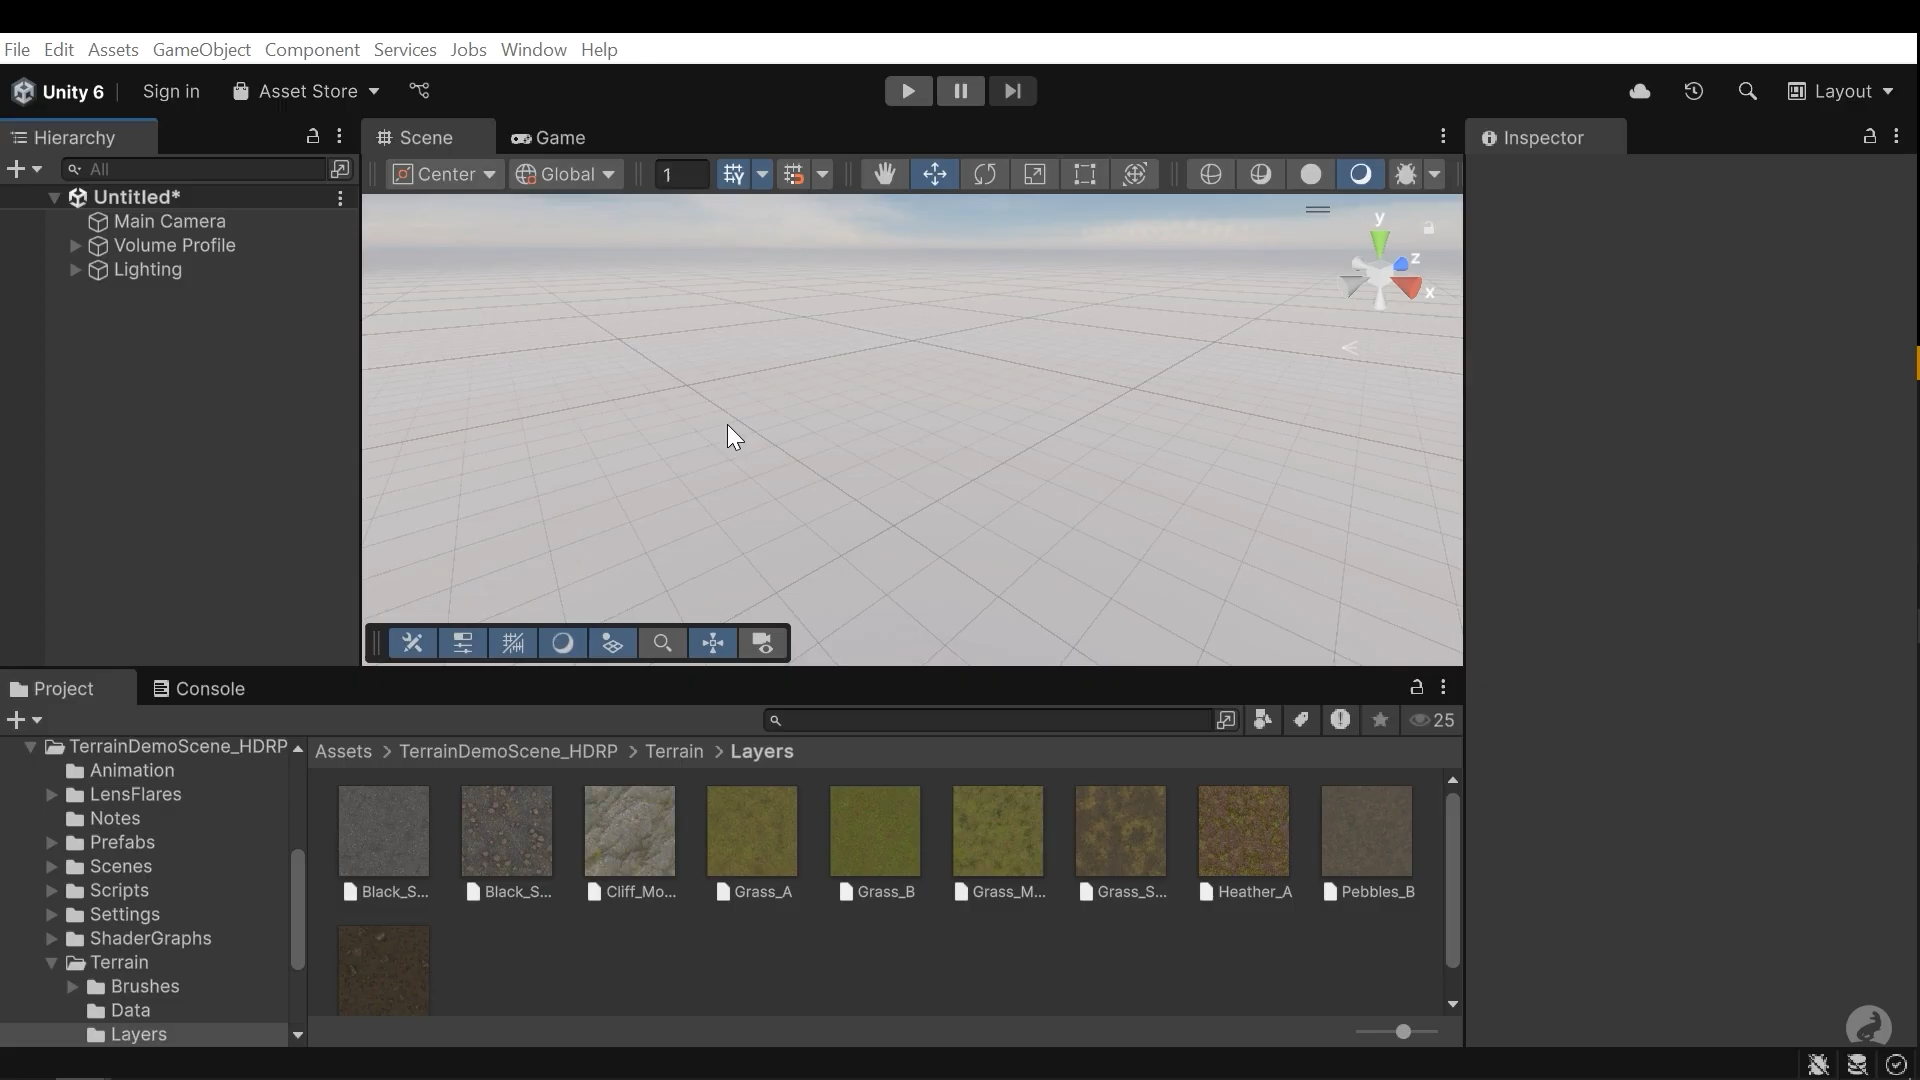 File Edit Assets GameObject Component Services Jobs Window Help
Unity 6 Sign in Asset Store Layout
Hierarchy Scene Game Inspector
All Center Global 1
Untitled*
Main Camera
Volume Profile
Lighting
y
z
x
Project Console
25
TerrainDemoScene_HDRP
Animation
LensFlares
Notes
Prefabs
Scenes
Scripts
Settings
ShaderGraphs
Terrain
Brushes
Data
Layers
Assets > TerrainDemoScene_HDRP > Terrain > Layers
Black_S... Black_S... Cliff_Mo... Grass_A Grass_B Grass_M... Grass_S... Heather_A Pebbles_B